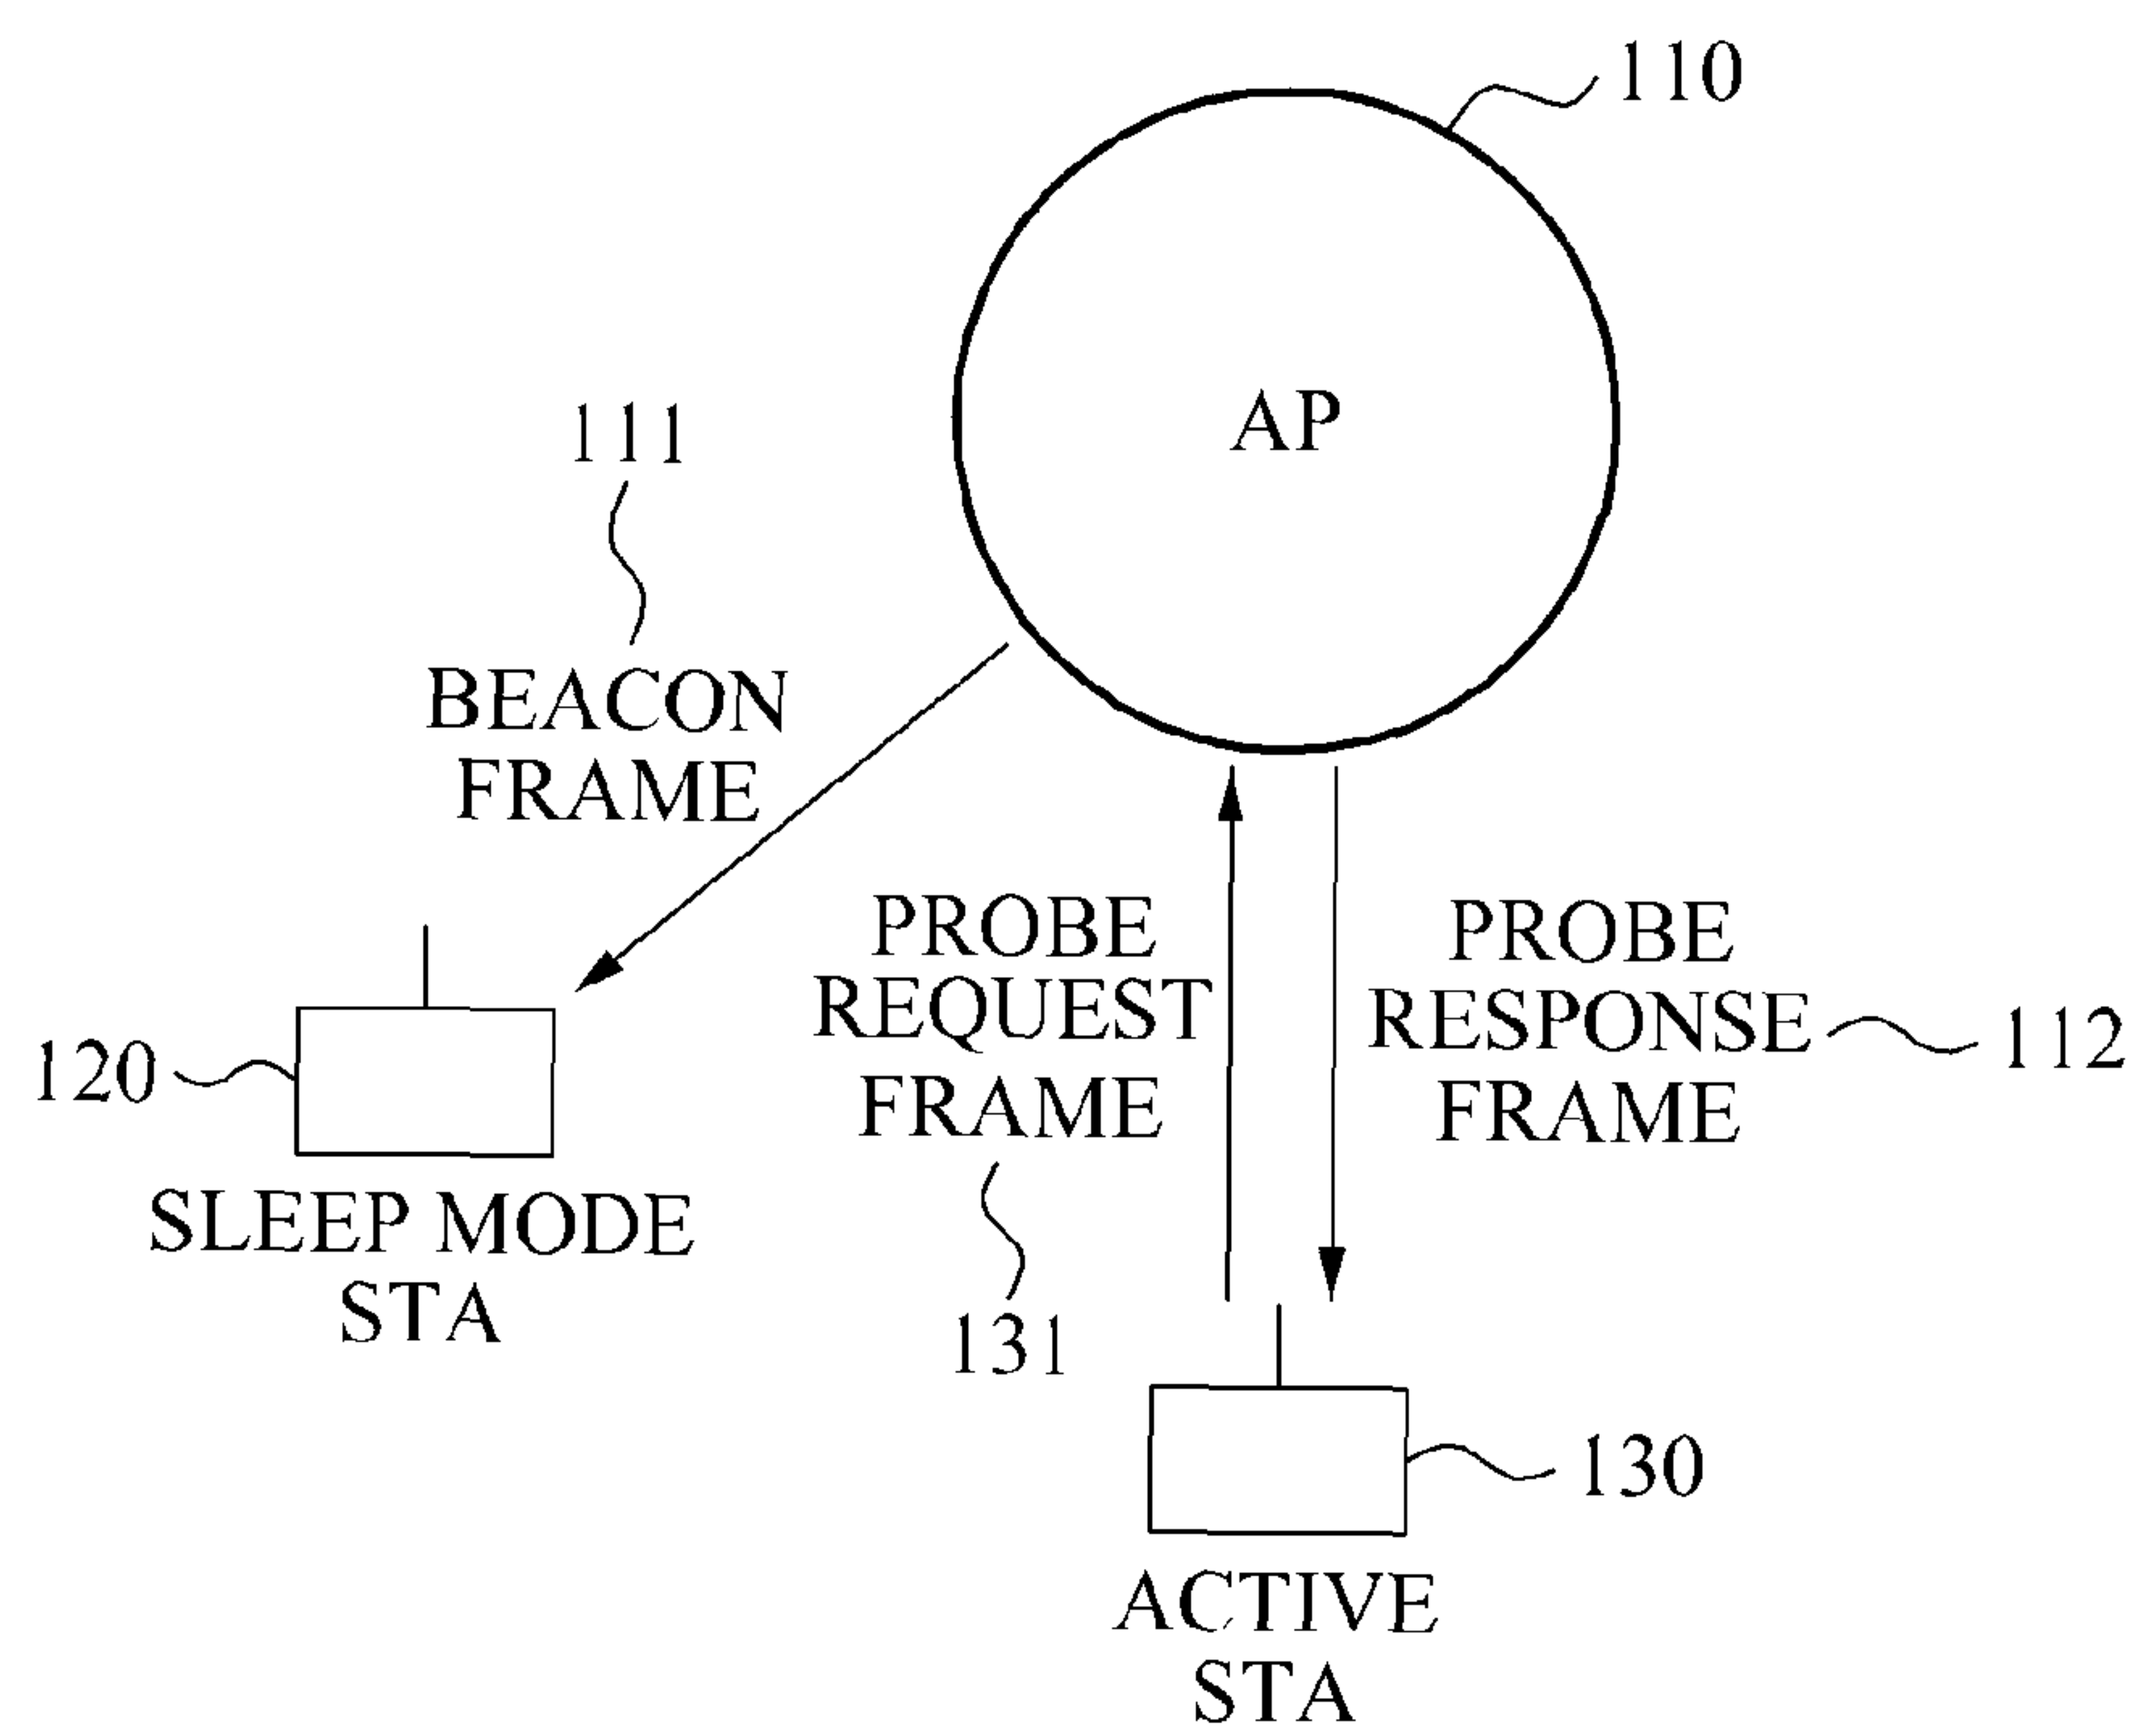 110
AP
111
BEACON
FRAME
PROBE
REQUEST
FRAME
131
PROBE
RESPONSE
FRAME
112
120
SLEEP MODE
STA
130
ACTIVE
STA